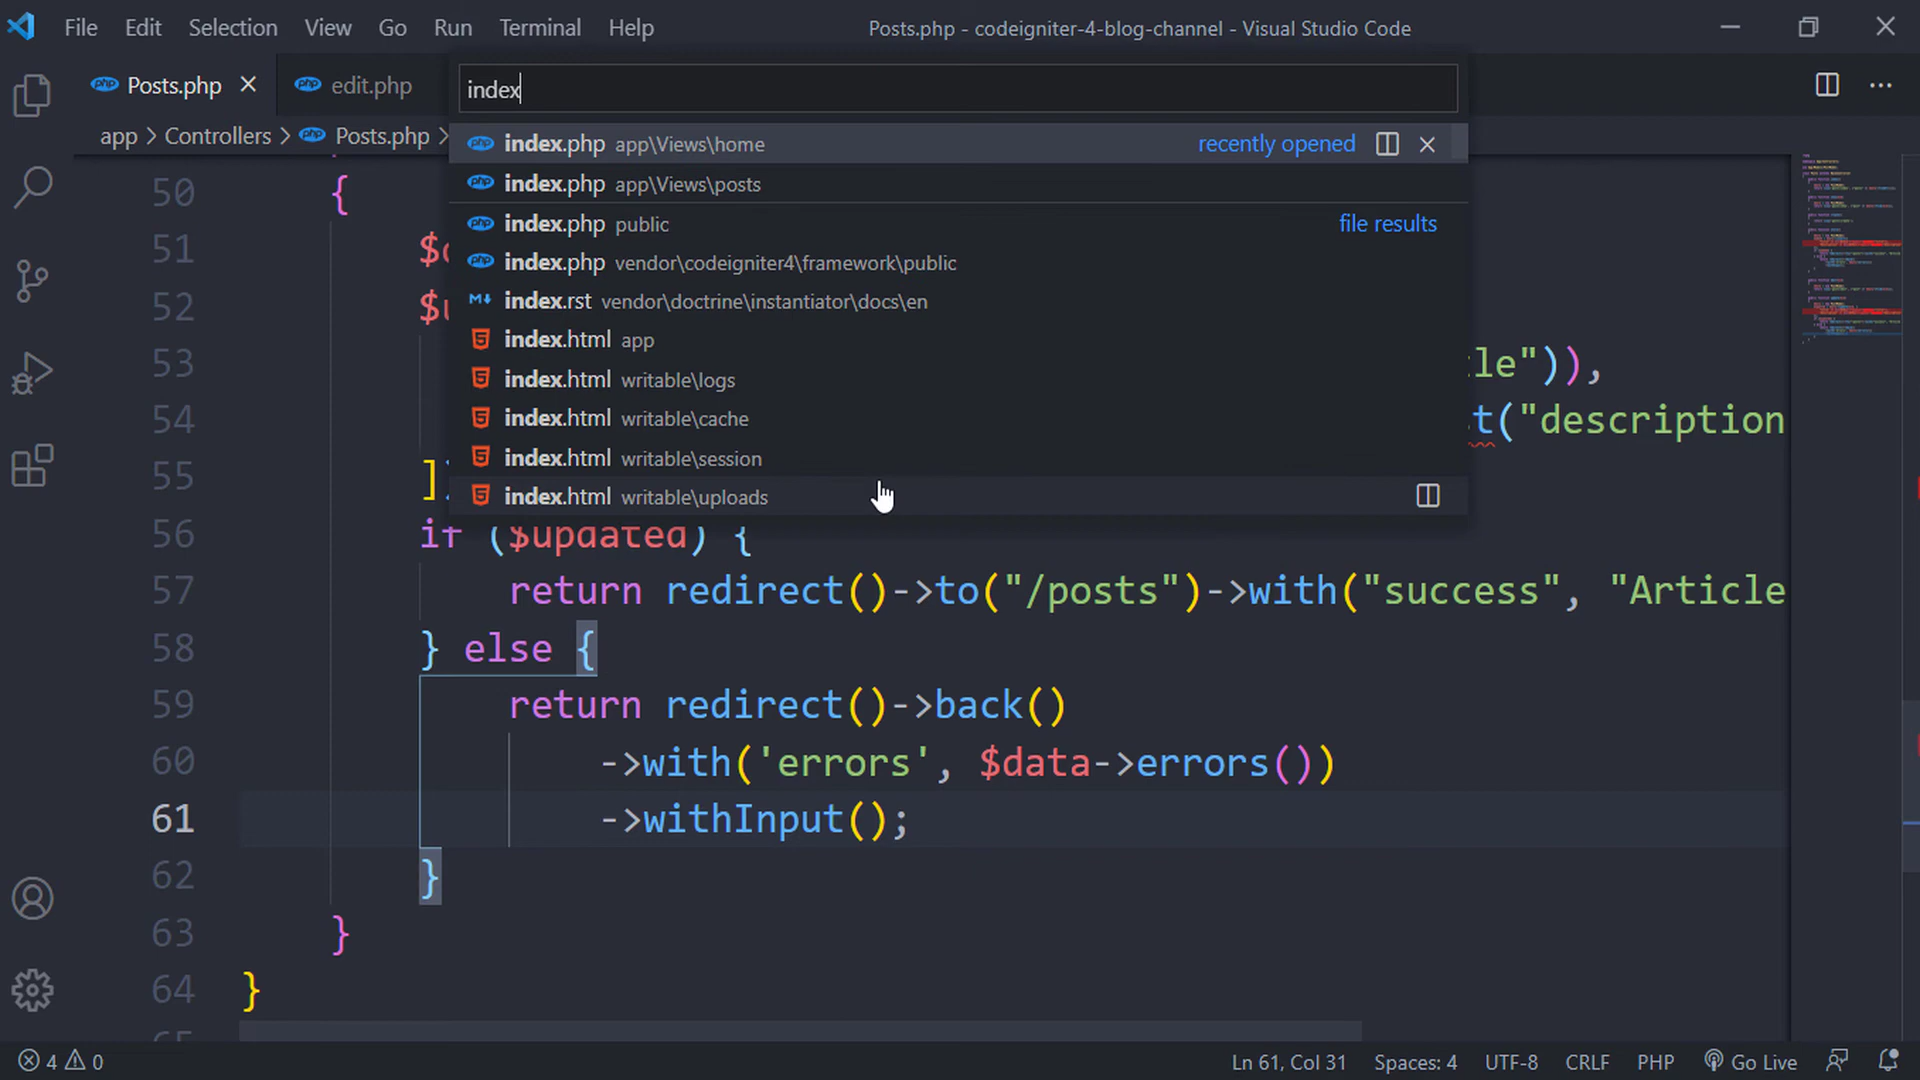 File Edit Selection View Go Run Terminal Help Posts.php - codeigniter-4-blog-channel - Visual Studio Code
Posts.php edit.php
index
app > Controllers > Posts.php >
index.php app\Views\home recently opened
index.php app\Views\posts
index.php public file results
index.php vendor\codeigniter4\framework\public
index.rst vendor\doctrine\instantiator\docs\en
index.html app
index.html writable\logs
index.html writable\cache
index.html writable\session
index.html writable\uploads
50 {
51
52
53 le")),
54 t("description
55 ]
56 if ($updated) {
57 return redirect()->to("/posts")->with("success", "Article
58 } else {
59 return redirect()->back()
60 ->with('errors', $data->errors())
61 ->withInput();
62 }
63 }
64 }
4 0 Ln 61, Col 31 Spaces: 4 UTF-8 CRLF PHP Go Live